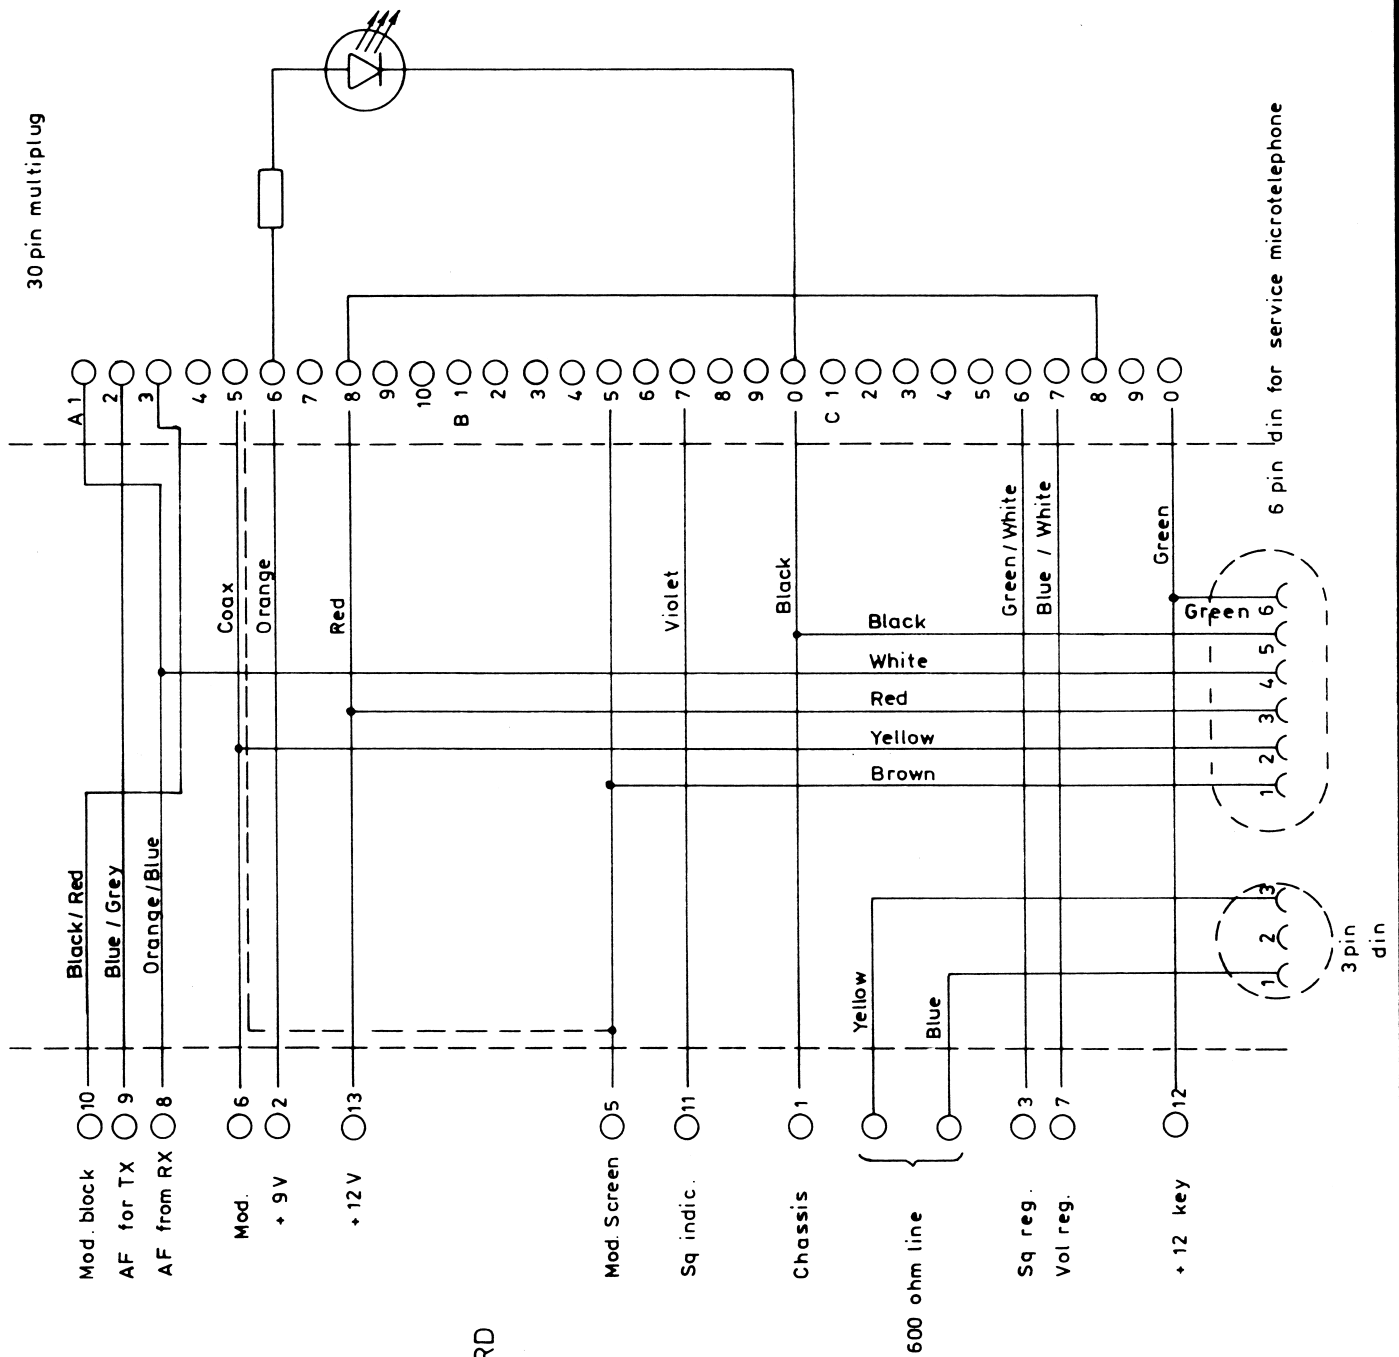 30 pin multiplug
A 1
2
3
4
5
6
7
8
9
10
B 1
2
3
4
5
6
7
8
9
0
C 1
2
3
4
5
6
7
8
9
0
6 pin din for service microtelephone
Coax
Orange
Red
Violet
Black
Green/White
Blue / White
Green
Black
White
Red
Yellow
Brown
Green
6
5
4
3
2
1
Black/Red
Blue / Grey
Orange/Blue
Yellow
Blue
3
2
1
3 pin
din
10
9
8
6
2
13
5
11
1
3
7
12
Mod. block
AF for TX
AF from RX
Mod.
+ 9 V
+ 12 V
Mod. Screen
Sq indic.
Chassis
600 ohm line
Sq reg.
Vol reg.
+ 12 key
RD